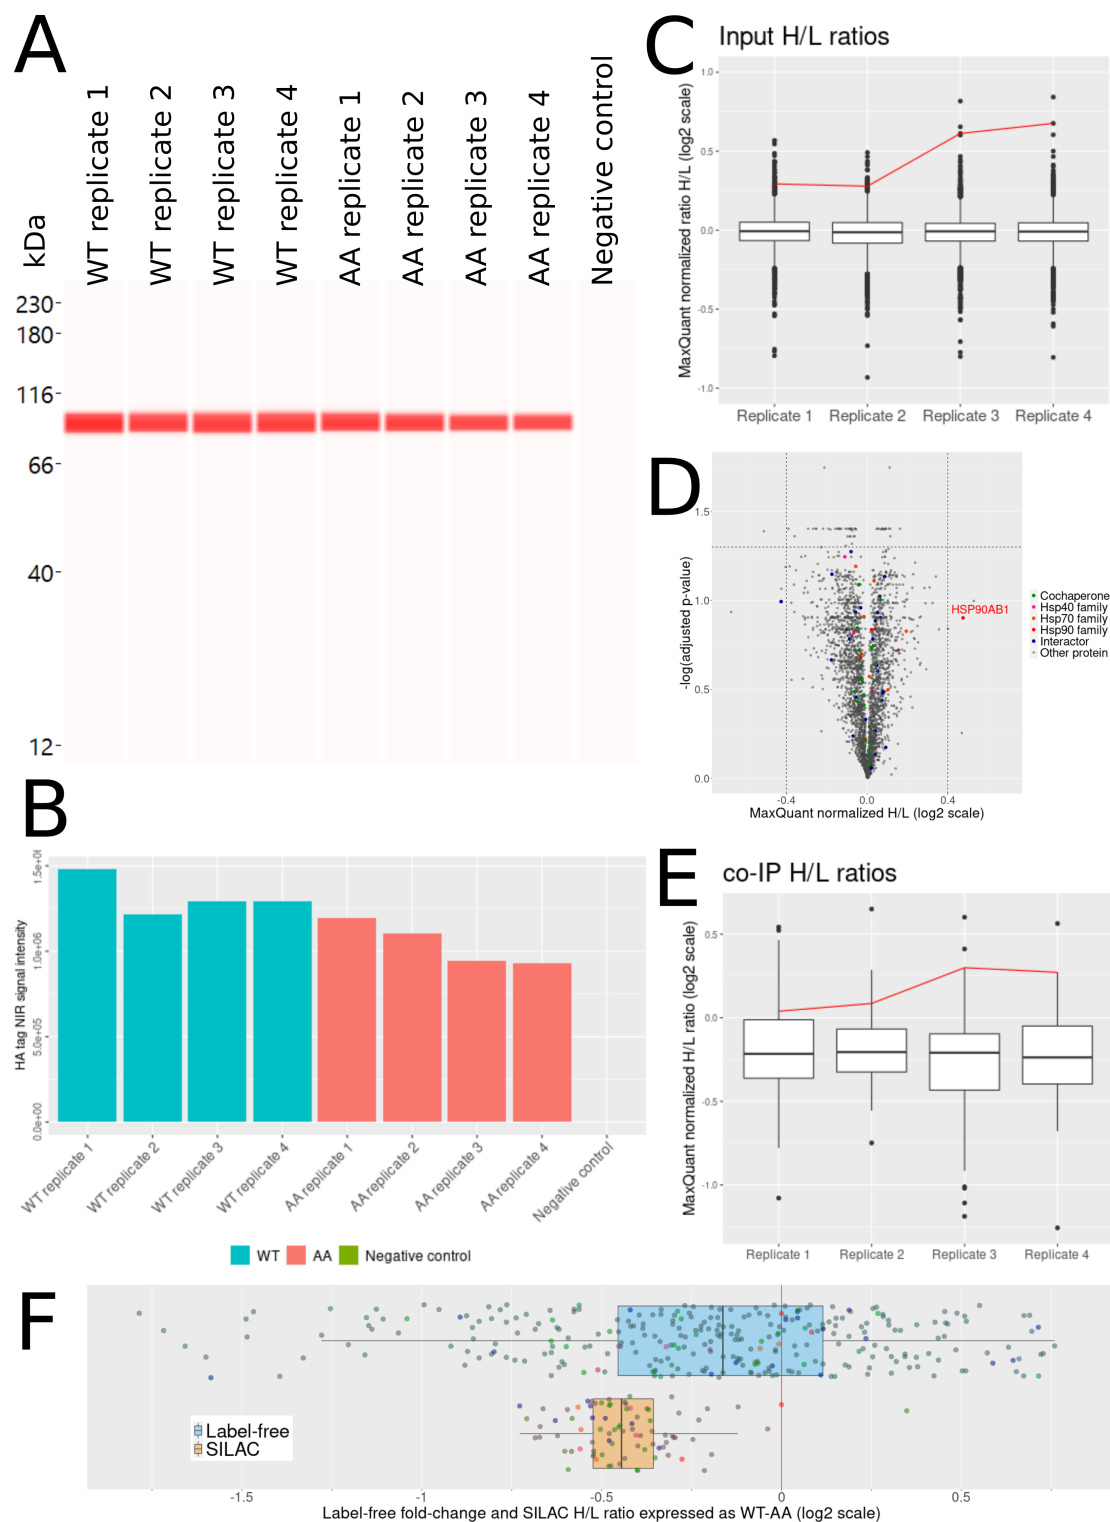 A
kDa
WT replicate 1
WT replicate 2
WT replicate 3
WT replicate 4
AA replicate 1
AA replicate 2
AA replicate 3
AA replicate 4
Negative control
230
180
116
66
40
12
B
HA tag NIR signal intensity
1.0e+06
5.0e+05
0.0e+00
WT replicate 1
WT replicate 2
WT replicate 3
WT replicate 4
AA replicate 1
AA replicate 2
AA replicate 3
AA replicate 4
Negative control
WT
AA
Negative control
C
Input H/L ratios
MaxQuant normalized ratio H/L (log2 scale)
1.0
0.5
0.0
-0.5
-1.0
Replicate 1
Replicate 2
Replicate 3
Replicate 4
D
-log(adjusted p-value)
1.5
1.0
0.5
0.0
HSP90AB1
-0.4
0.0
0.4
MaxQuant normalized H/L (log2 scale)
Cochaperone
Hsp40 family
Hsp70 family
Hsp90 family
Interactor
Other protein
E
co-IP H/L ratios
MaxQuant normalized H/L ratio (log2 scale)
0.5
0.0
-0.5
-1.0
Replicate 1
Replicate 2
Replicate 3
Replicate 4
F
Label-free
SILAC
-1.5
-1
-0.5
0
0.5
Label-free fold-change and SILAC H/L ratio expressed as WT-AA (log2 scale)